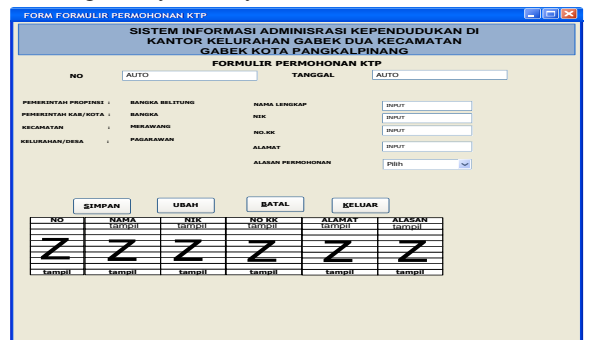 FORM FORMULIR PERMOHONAN KTP
SISTEM INFORMASI ADMINISRASI KEPENDUDUKAN DI
KANTOR KELURAHAN GABEK DUA KECAMATAN
GABEK KOTA PANGKALPINANG
FORMULIR PERMOHONAN KTP
NO AUTO TANGGAL AUTO
PEMERINTAH PROPINSI : BANGKA BELITUNG NAMA LENGKAP INPUT
PEMERINTAH KAB/KOTA : BANGKA NIK INPUT
KECAMATAN : MERAWANG NO.KK INPUT
KELURAHAN/DESA : PAGARAWAN ALAMAT INPUT
ALASAN PERMOHONAN Pilih
SIMPAN UBAH BATAL KELUAR
NO NAMA NIK NO KK ALAMAT ALASAN
tampil tampil tampil tampil tampil
Z Z Z Z Z Z
tampil tampil tampil tampil tampil tampil